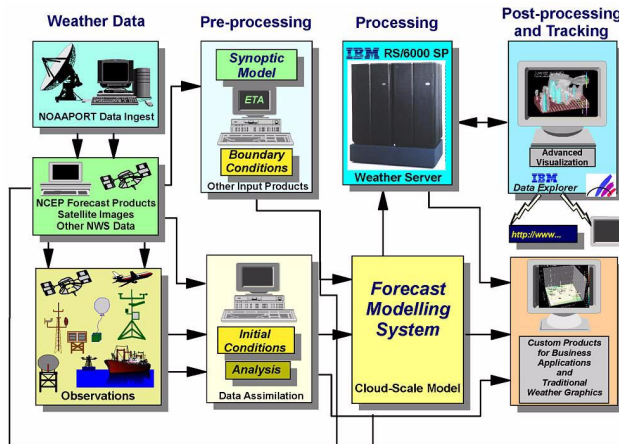 Weather Data
Pre-processing
Processing
Post-processing
and Tracking
NOAAPORT Data Ingest
NCEP Forecast Products
Satellite Images
Other NWS Data
Observations
Synoptic Model
ETA
Boundary
Conditions
Other Input Products
Initial
Conditions
Analysis
Data Assimilation
IBM RS/6000 SP
Weather Server
Forecast
Modelling
System
Cloud-Scale Model
Advanced
Visualization
IBM
Data Explorer
http://www...
Custom Products
for Business
Applications
and
Traditional
Weather Graphics